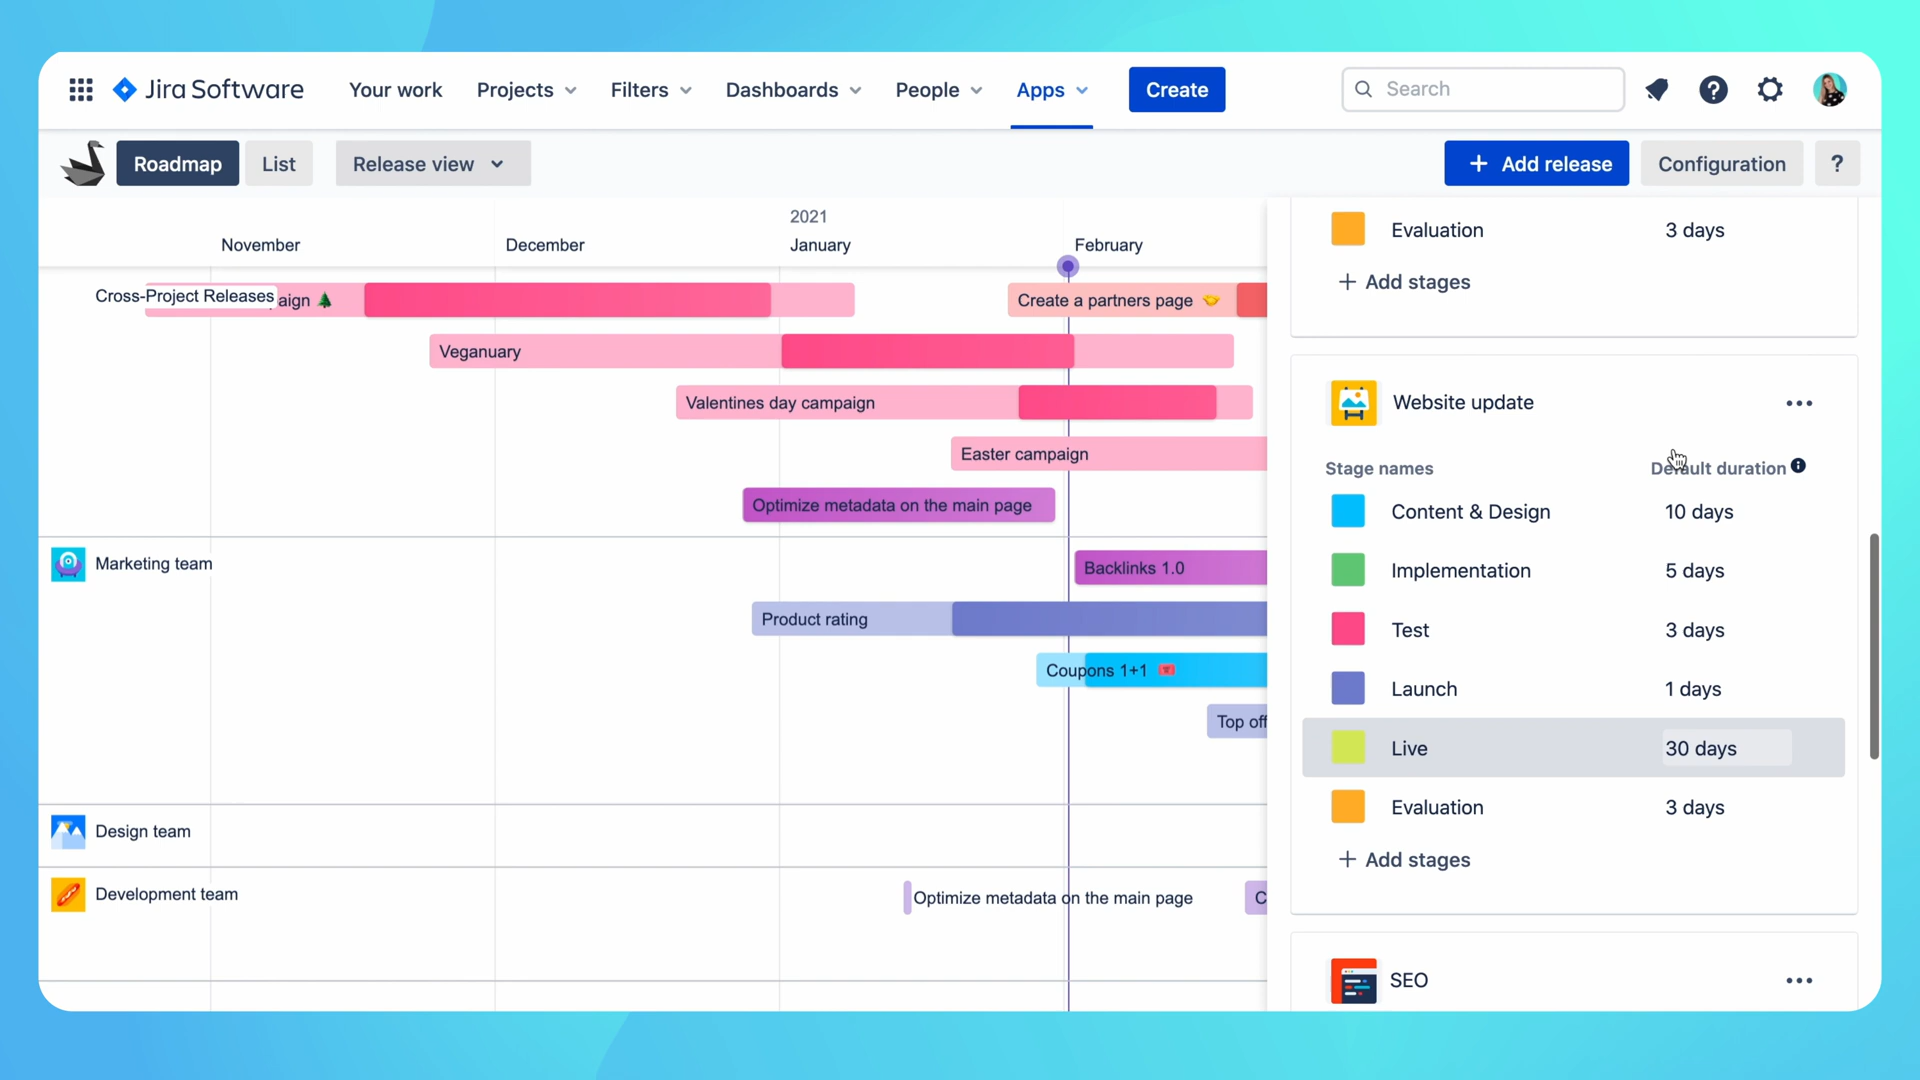 Jira Software
Your work
Projects
Filters
Dashboards
People
Apps
Create
Search
Roadmap
List
Release view
+ Add release
Configuration
?
2021
November
December
January
February
Cross-Project Releases
aign
Create a partners page
Veganuary
Valentines day campaign
Easter campaign
Optimize metadata on the main page
Marketing team
Backlinks 1.0
Product rating
Coupons 1+1
Top off
Design team
Development team
Optimize metadata on the main page
C
Evaluation 3 days
+ Add stages
Website update
Stage names Default duration
Content & Design 10 days
Implementation 5 days
Test 3 days
Launch 1 days
Live 30 days
Evaluation 3 days
+ Add stages
SEO